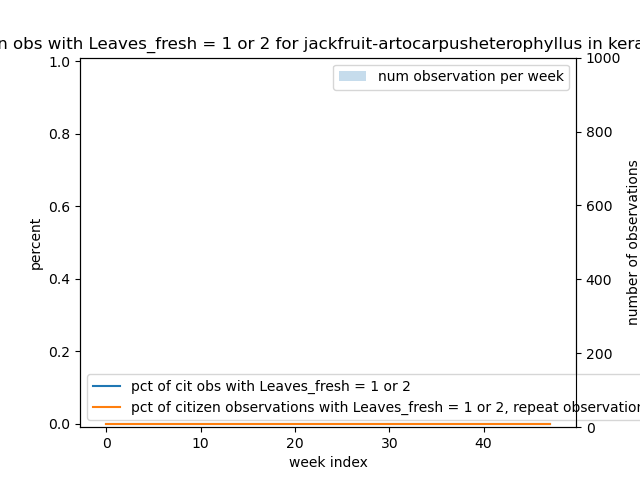 n obs with Leaves_fresh = 1 or 2 for jackfruit-artocarpusheterophyllus in kera
1.0
0.8
0.6
0.4
0.2
0.0
percent
num observation per week
1000
800
600
400
200
0
number of observations
pct of cit obs with Leaves_fresh = 1 or 2
pct of citizen observations with Leaves_fresh = 1 or 2, repeat observation
0 10 20 30 40
week index